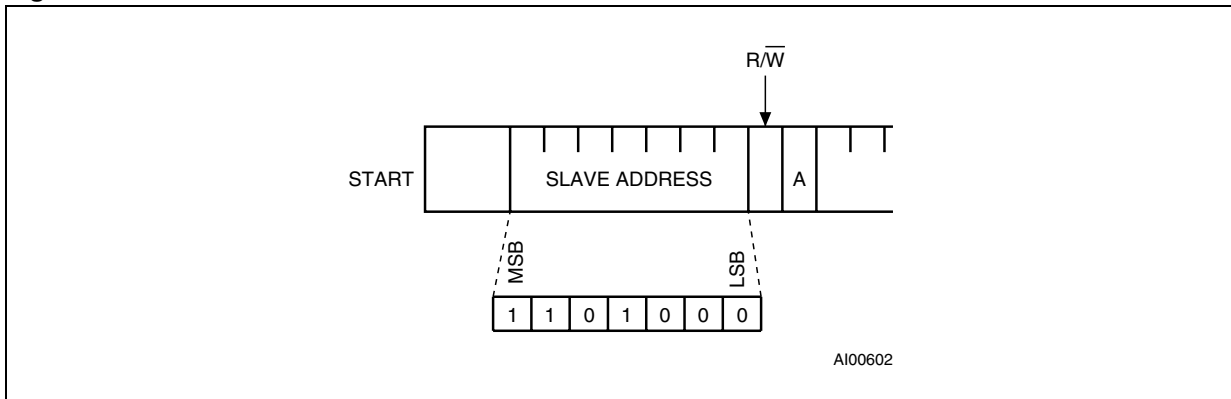 R/W̅
START
SLAVE ADDRESS
A
MSB
LSB
1 1 0 1 0 0 0
AI00602